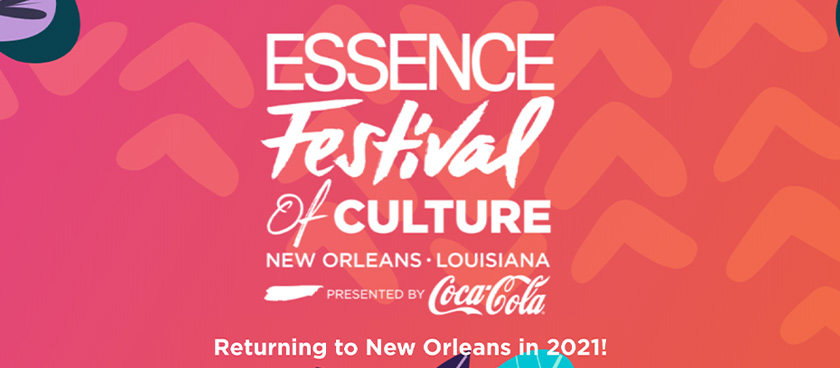 ESSENCE
Festival
Of CULTURE
NEW ORLEANS · LOUISIANA
PRESENTED BY Coca-Cola
Returning to New Orleans in 2021!